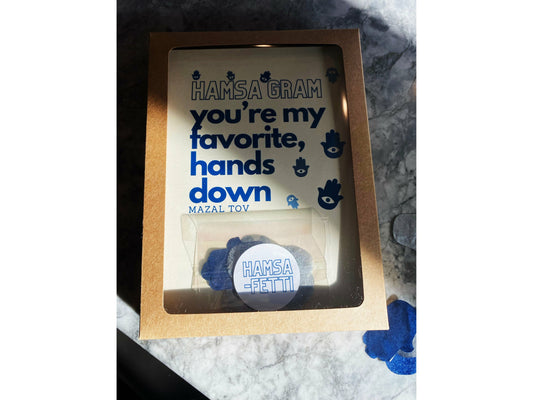 HAMSA GRAM
you're my
favorite,
hands
down
MAZAL TOV
HAMSA
-FETTI